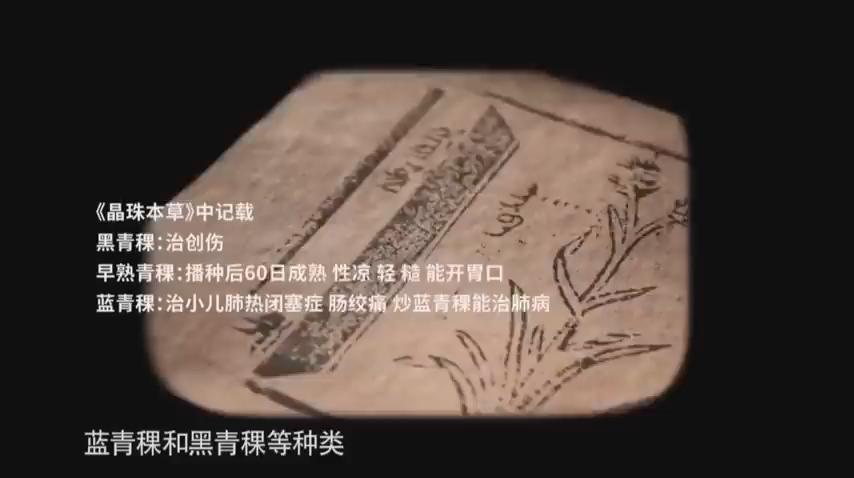 《晶珠本草》中记载
黑青稞:治创伤
早熟青稞:播种后60日成熟 性凉 轻 糙 能开胃口
蓝青稞:治小儿肺热闭塞症 肠绞痛 炒蓝青稞能治肺病
蓝青稞和黑青稞等种类